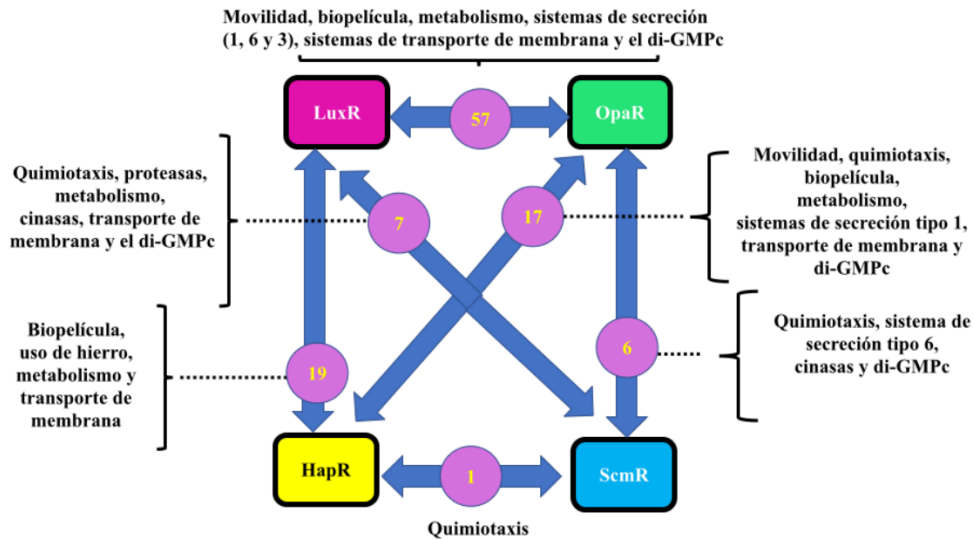 Movilidad, biopelícula, metabolismo, sistemas de secreción
(1, 6 y 3), sistemas de transporte de membrana y el di-GMPc
LuxR
57
OpaR
Quimiotaxis, proteasas,
metabolismo,
cinasas, transporte de
membrana y el di-GMPc
7
17
Movilidad, quimiotaxis,
biopelícula,
metabolismo,
sistemas de secreción tipo 1,
transporte de membrana y
di-GMPc
Biopelícula,
uso de hierro,
metabolismo y
transporte de
membrana
19
6
Quimiotaxis, sistema de
secreción tipo 6,
cinasas y di-GMPc
HapR
1
ScmR
Quimiotaxis